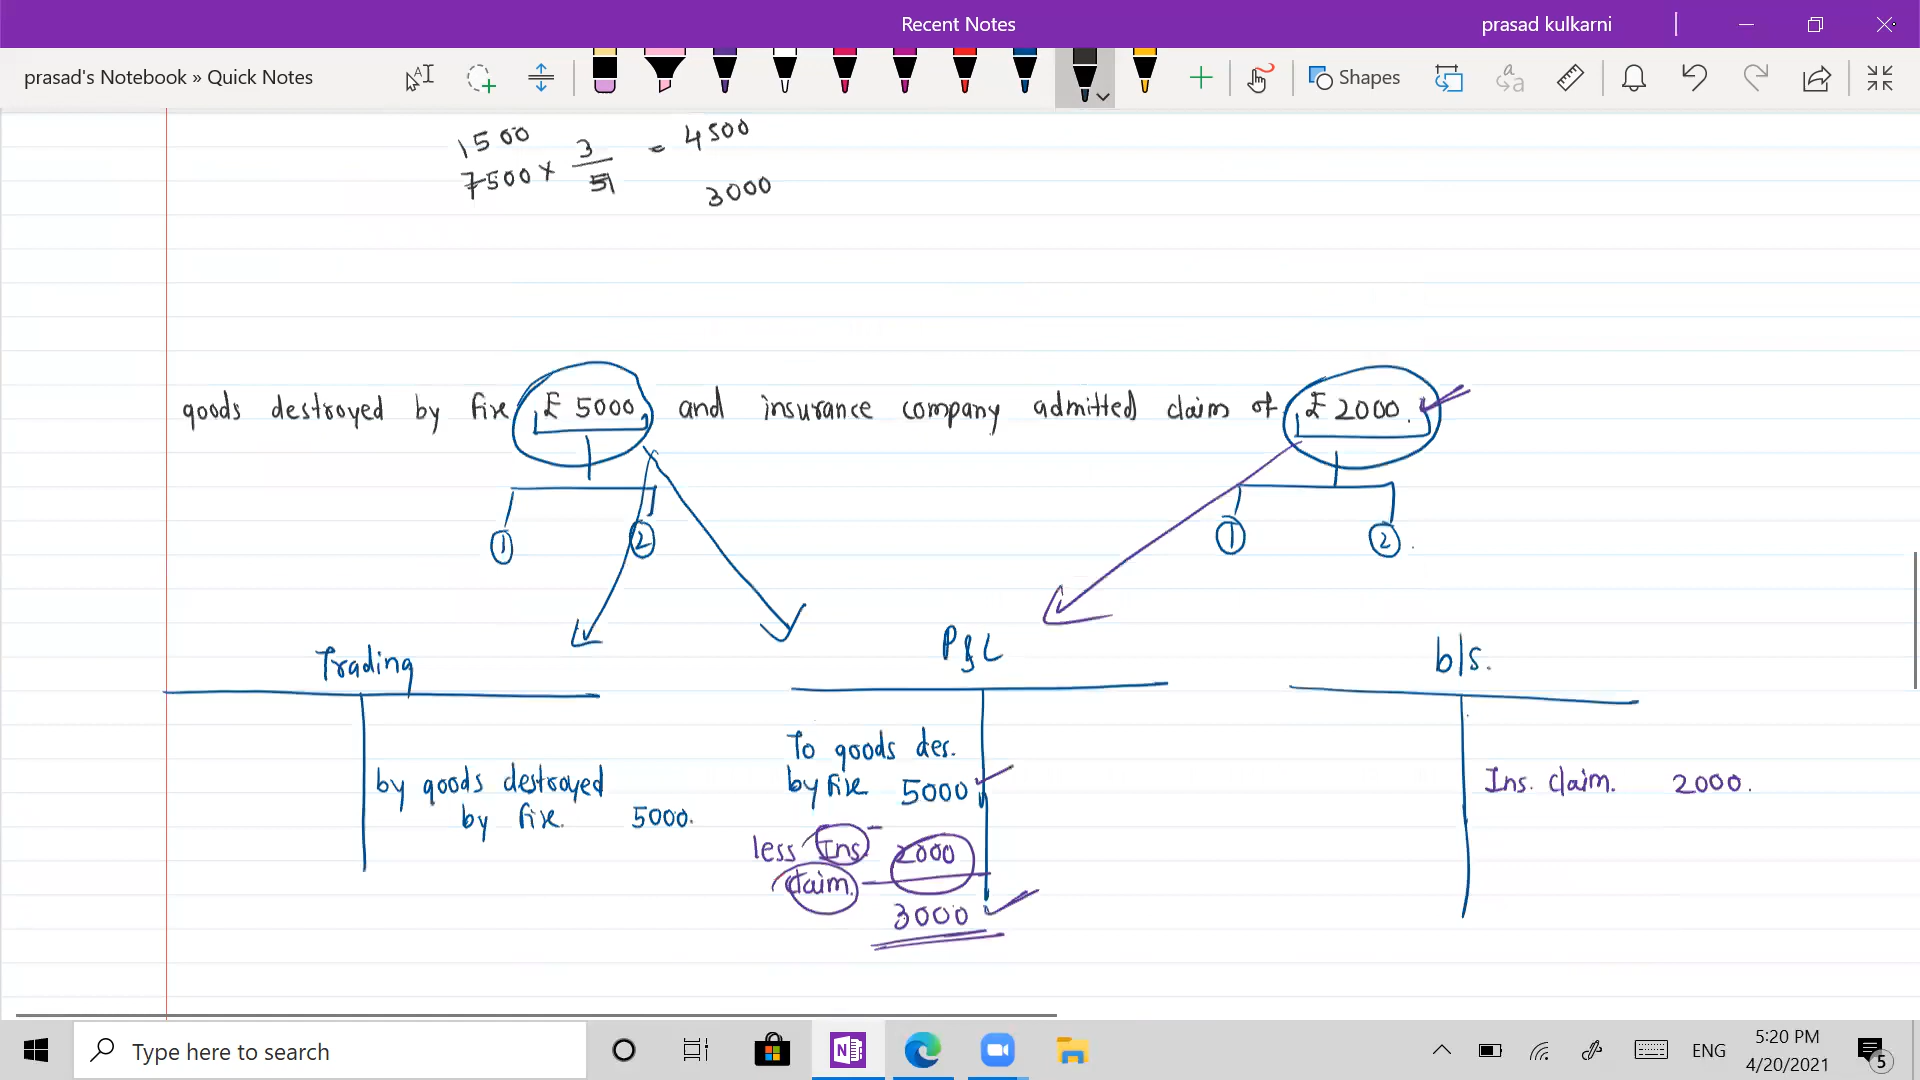 Recent Notes
prasad kulkarni
prasad's Notebook » Quick Notes
Shapes
1500
7500 × 3/5 = 4500
3000
goods destroyed by fire £ 5000 and insurance company admitted claim of £ 2000.
1 2 1 2
Trading
P&L
b/s.
by goods destroyed
by fire. 5000.
To goods des.
by fire 5000
less Ins. 2000
claim.
3000
Ins. claim. 2000.
Type here to search
ENG
5:20 PM
4/20/2021
5